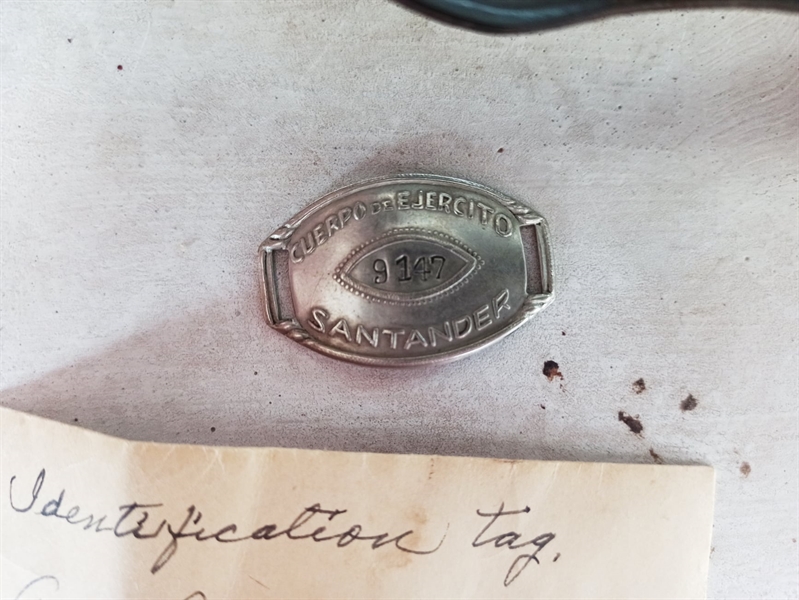 CUERPO DE EJERCITO
9147
SANTANDER
Identification tag.